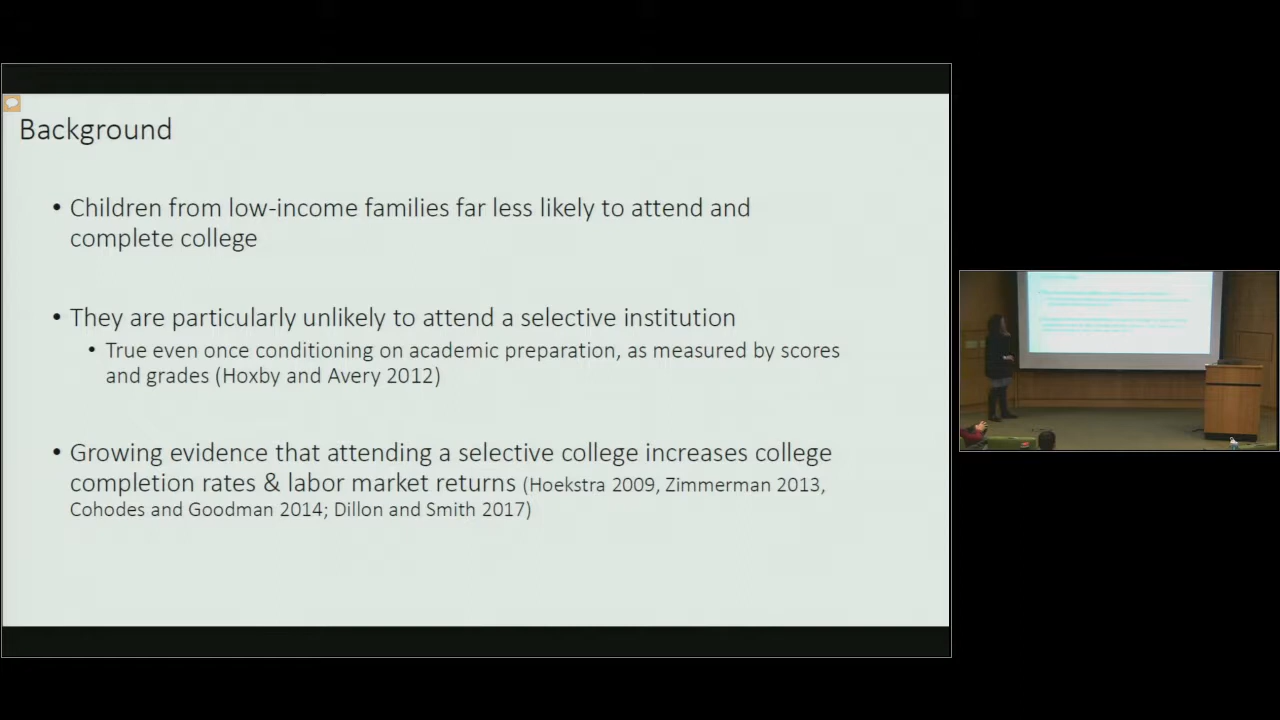 Background
• Children from low-income families far less likely to attend and
complete college
• They are particularly unlikely to attend a selective institution
• True even once conditioning on academic preparation, as measured by scores
and grades (Hoxby and Avery 2012)
• Growing evidence that attending a selective college increases college
completion rates & labor market returns (Hoekstra 2009, Zimmerman 2013,
Cohodes and Goodman 2014; Dillon and Smith 2017)